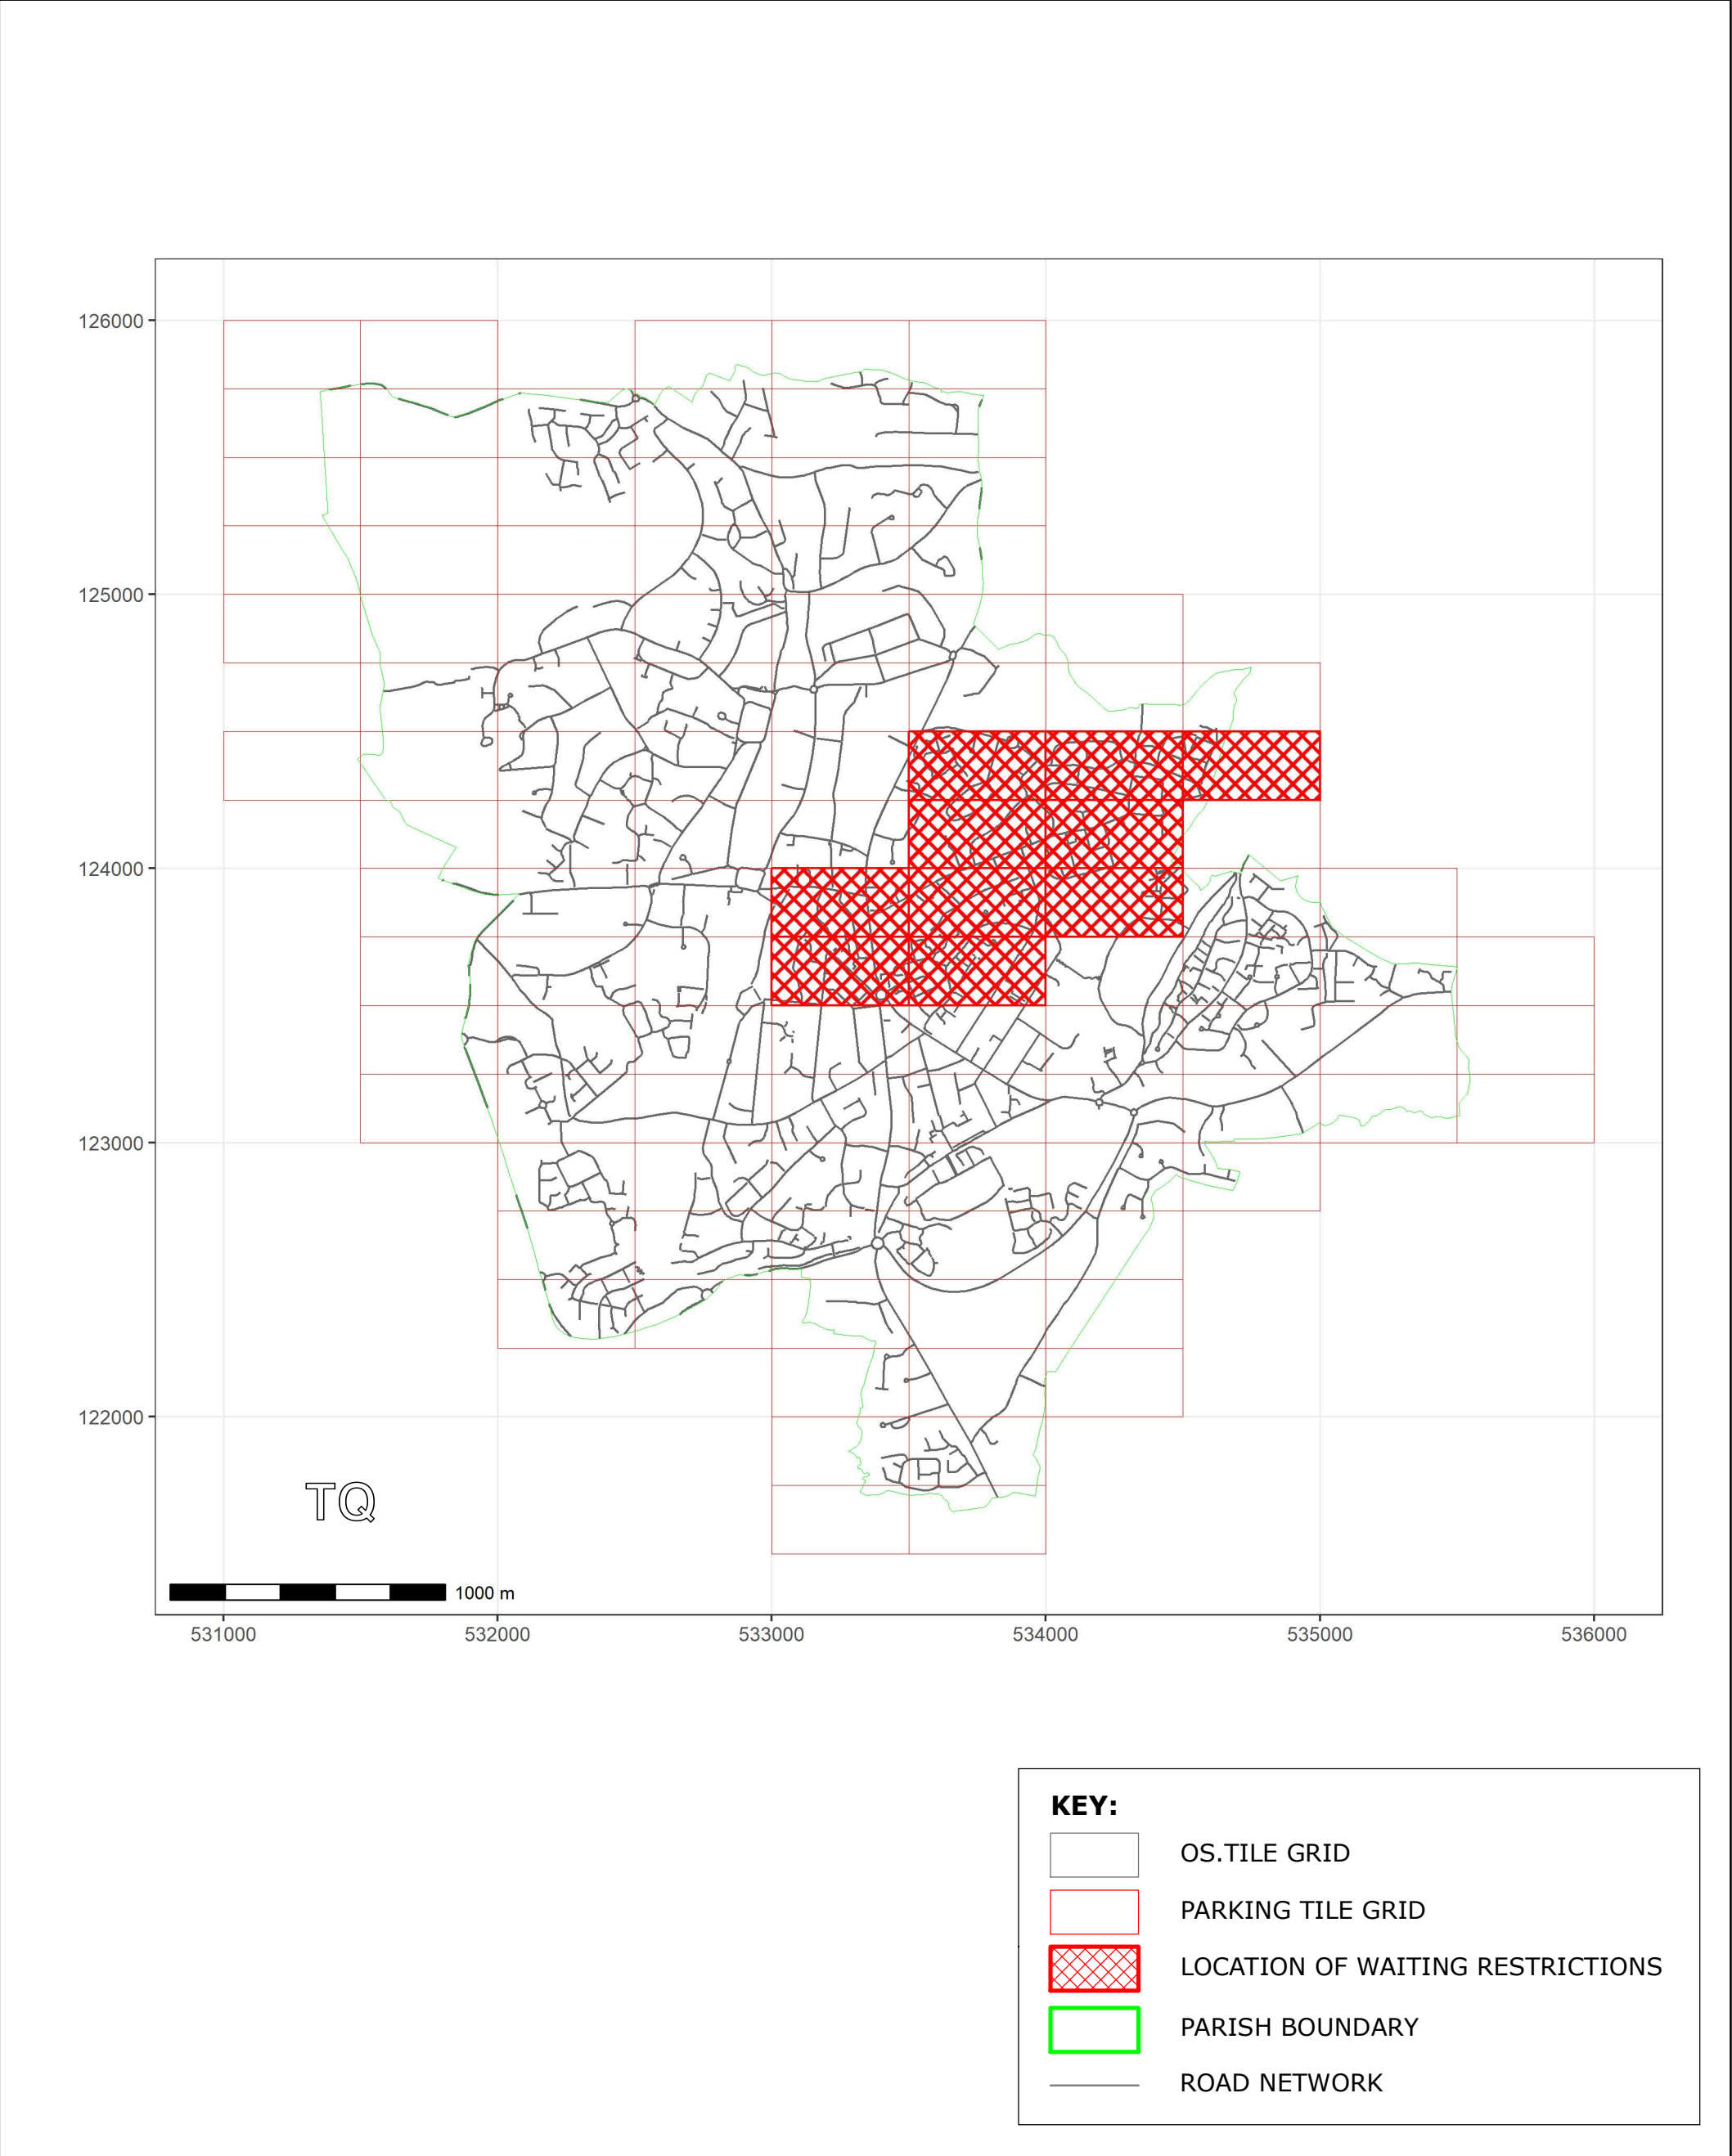 126000
125000
124000
123000
122000
TQ
1000 m
531000 532000 533000 534000 535000 536000
KEY:
OS.TILE GRID
PARKING TILE GRID
LOCATION OF WAITING RESTRICTIONS
PARISH BOUNDARY
ROAD NETWORK